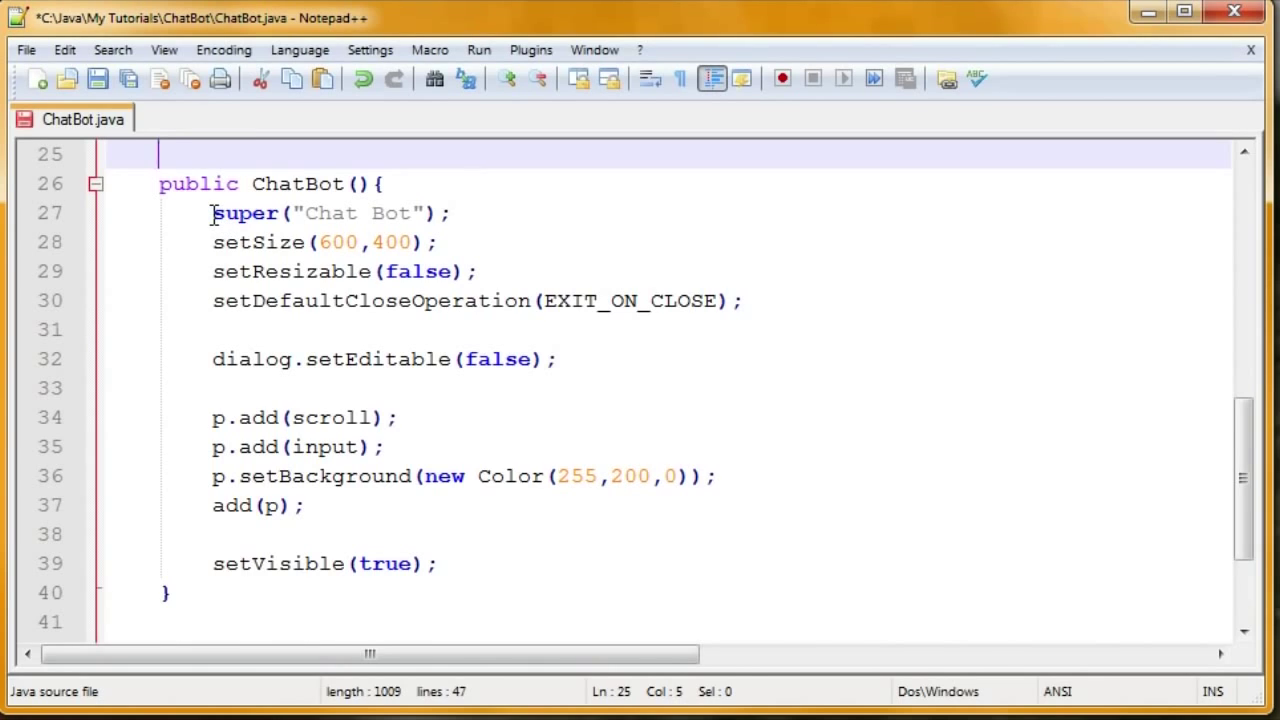 *C:\Java\My Tutorials\ChatBot\ChatBot.java - Notepad++
File Edit Search View Encoding Language Settings Macro Run Plugins Window ? X
ABC
ChatBot.java
25
26 public ChatBot(){
27 super("Chat Bot");
28 setSize(600,400);
29 setResizable(false);
30 setDefaultCloseOperation(EXIT_ON_CLOSE);
31
32 dialog.setEditable(false);
33
34 p.add(scroll);
35 p.add(input);
36 p.setBackground(new Color(255,200,0));
37 add(p);
38
39 setVisible(true);
40 }
41
Java source file length : 1009 lines : 47 Ln : 25 Col : 5 Sel : 0 Dos\Windows ANSI INS